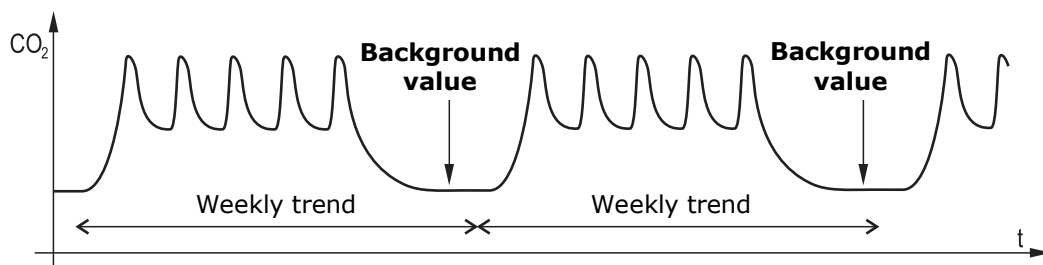 CO₂
Background
value
Background
value
Weekly trend
Weekly trend
t